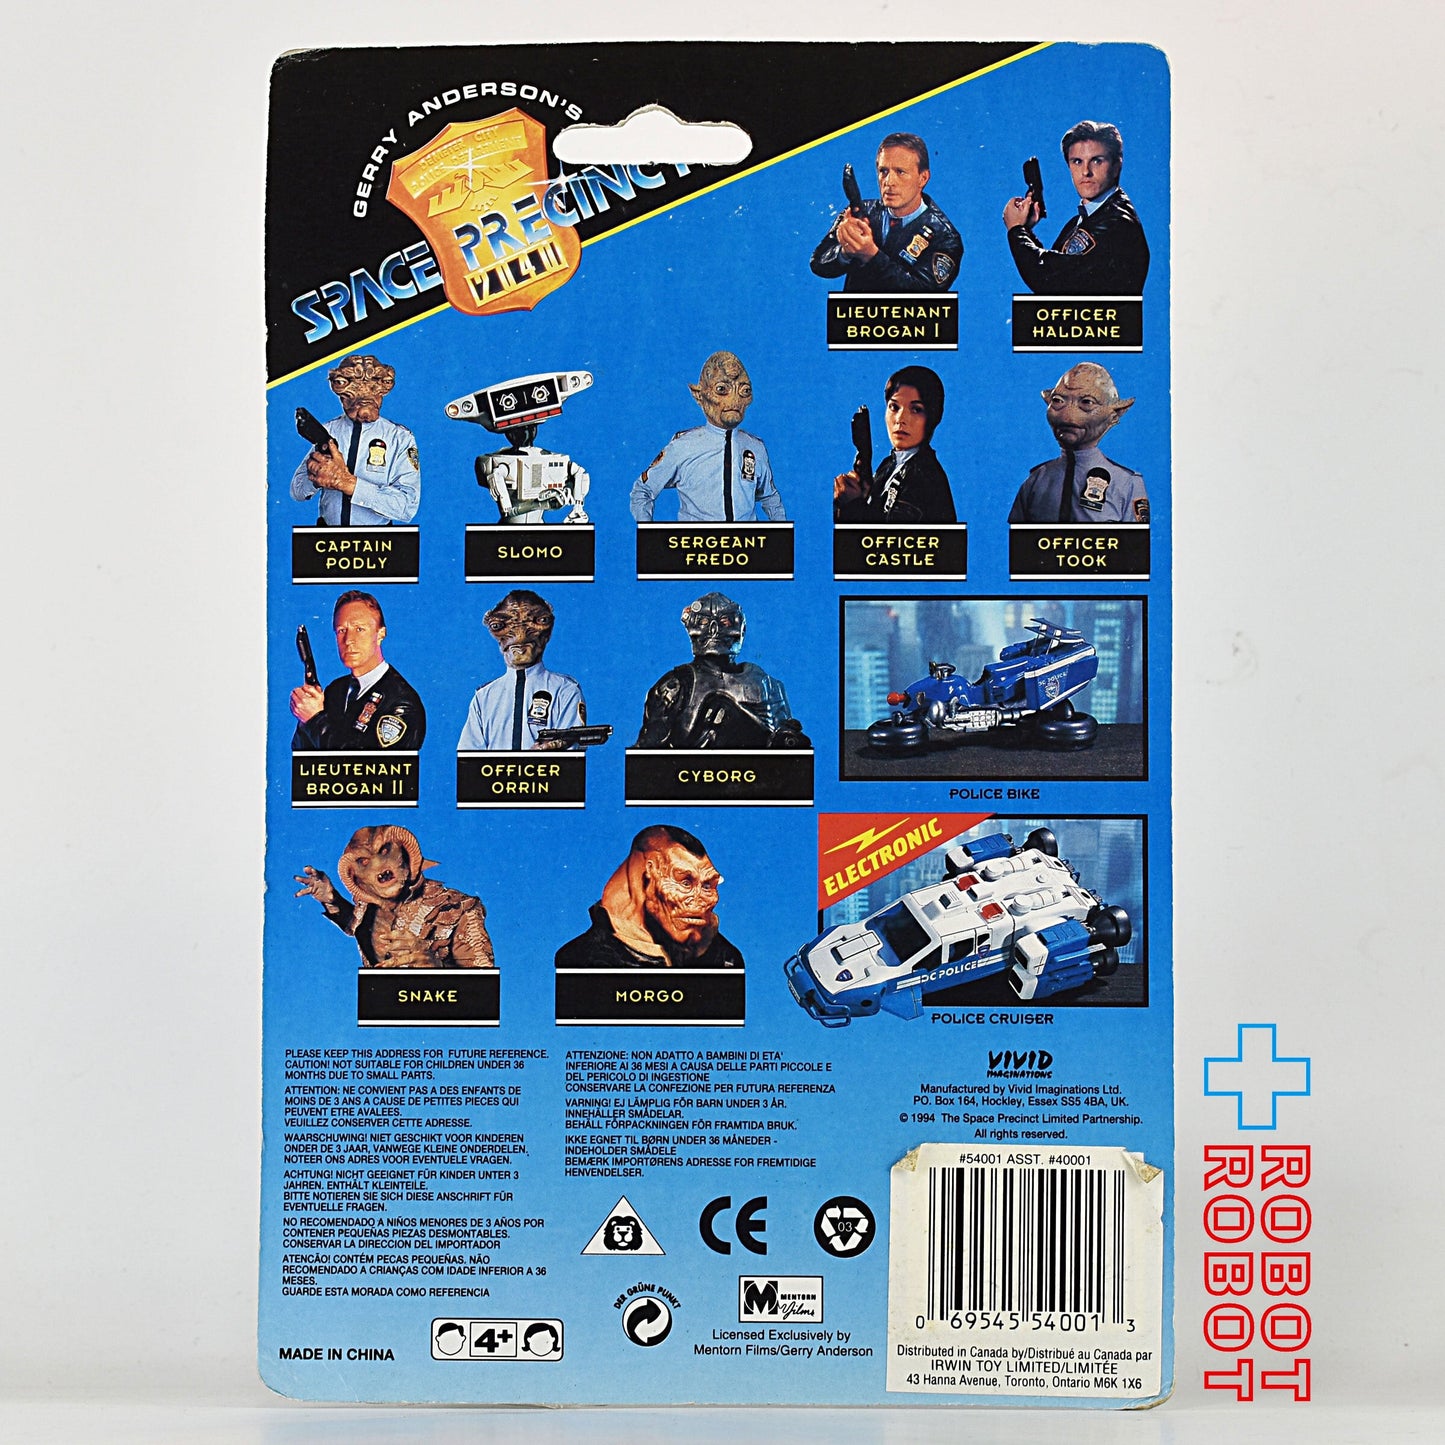 GERRY ANDERSON'S
DEMETER CITY
POLICE DEPARTMENT
SPACE PRECINCT
2040
LIEUTENANT
BROGAN I
OFFICER
HALDANE
CAPTAIN
PODLY
SLOMO
SERGEANT
FREDO
OFFICER
CASTLE
OFFICER
TOOK
LIEUTENANT
BROGAN II
OFFICER
ORRIN
CYBORG
DC POLICE
POLICE BIKE
SNAKE
MORGO
ELECTRONIC
DC POLICE
POLICE CRUISER
PLEASE KEEP THIS ADDRESS FOR FUTURE REFERENCE.
CAUTION! NOT SUITABLE FOR CHILDREN UNDER 36
MONTHS DUE TO SMALL PARTS.
ATTENTION: NE CONVIENT PAS A DES ENFANTS DE
MOINS DE 3 ANS A CAUSE DE PETITES PIECES QUI
PEUVENT ETRE AVALEES.
VEUILLEZ CONSERVER CETTE ADRESSE.
WAARSCHUWING! NIET GESCHIKT VOOR KINDEREN
ONDER DE 3 JAAR, VANWEGE KLEINE ONDERDELEN.
NOTEER ONS ADRES VOOR EVENTUELE VRAGEN.
ACHTUNG! NICHT GEEIGNET FÜR KINDER UNTER 3
JAHREN. ENTHÄLT KLEINTEILE.
BITTE NOTIEREN SIE SICH DIESE ANSCHRIFT FÜR
EVENTUELLE FRAGEN.
NO RECOMENDADO A NIÑOS MENORES DE 3 AÑOS POR
CONTENER PEQUEÑAS PIEZAS DESMONTABLES.
CONSERVAR LA DIRECCION DEL IMPORTADOR
ATENCÃO! CONTÉM PECAS PEQUEÑAS. NÃO
RECOMENDADO A CRIANÇAS COM IDADE INFERIOR A 36
MESES.
GUARDE ESTA MORADA COMO REFERENCIA
ATTENZIONE: NON ADATTO A BAMBINI DI ETA'
INFERIORE AI 36 MESI A CAUSA DELLE PARTI PICCOLE E
DEL PERICOLO DI INGESTIONE
CONSERVARE LA CONFEZIONE PER FUTURA REFERENZA
VARNING! EJ LÄMPLIG FÖR BARN UNDER 3 ÅR.
INNEHÅLLER SMÅDELAR.
BEHÅLL FÖRPACKNINGEN FÖR FRAMTIDA BRUK.
IKKE EGNET TIL BØRN UNDER 36 MÅNEDER -
INDEHOLDER SMÅDELE
BEMÆRK IMPORTØRENS ADRESSE FOR FREMTIDIGE
HENVENDELSER.
VIVID
IMAGINATIONS
Manufactured by Vivid Imaginations Ltd.
PO. Box 164, Hockley, Essex SS5 4BA, UK.
© 1994 The Space Precinct Limited Partnership.
All rights reserved.
#54001 ASST. #40001
0 69545 54001 3
Distributed in Canada by/Distribué au Canada par
IRWIN TOY LIMITED/LIMITÉE
43 Hanna Avenue, Toronto, Ontario M6K 1X6
CE
03
DER GRÜNE PUNKT
MENTORN
Films
Licensed Exclusively by
Mentorn Films/Gerry Anderson
MADE IN CHINA
4+
ROBOT
ROBOT